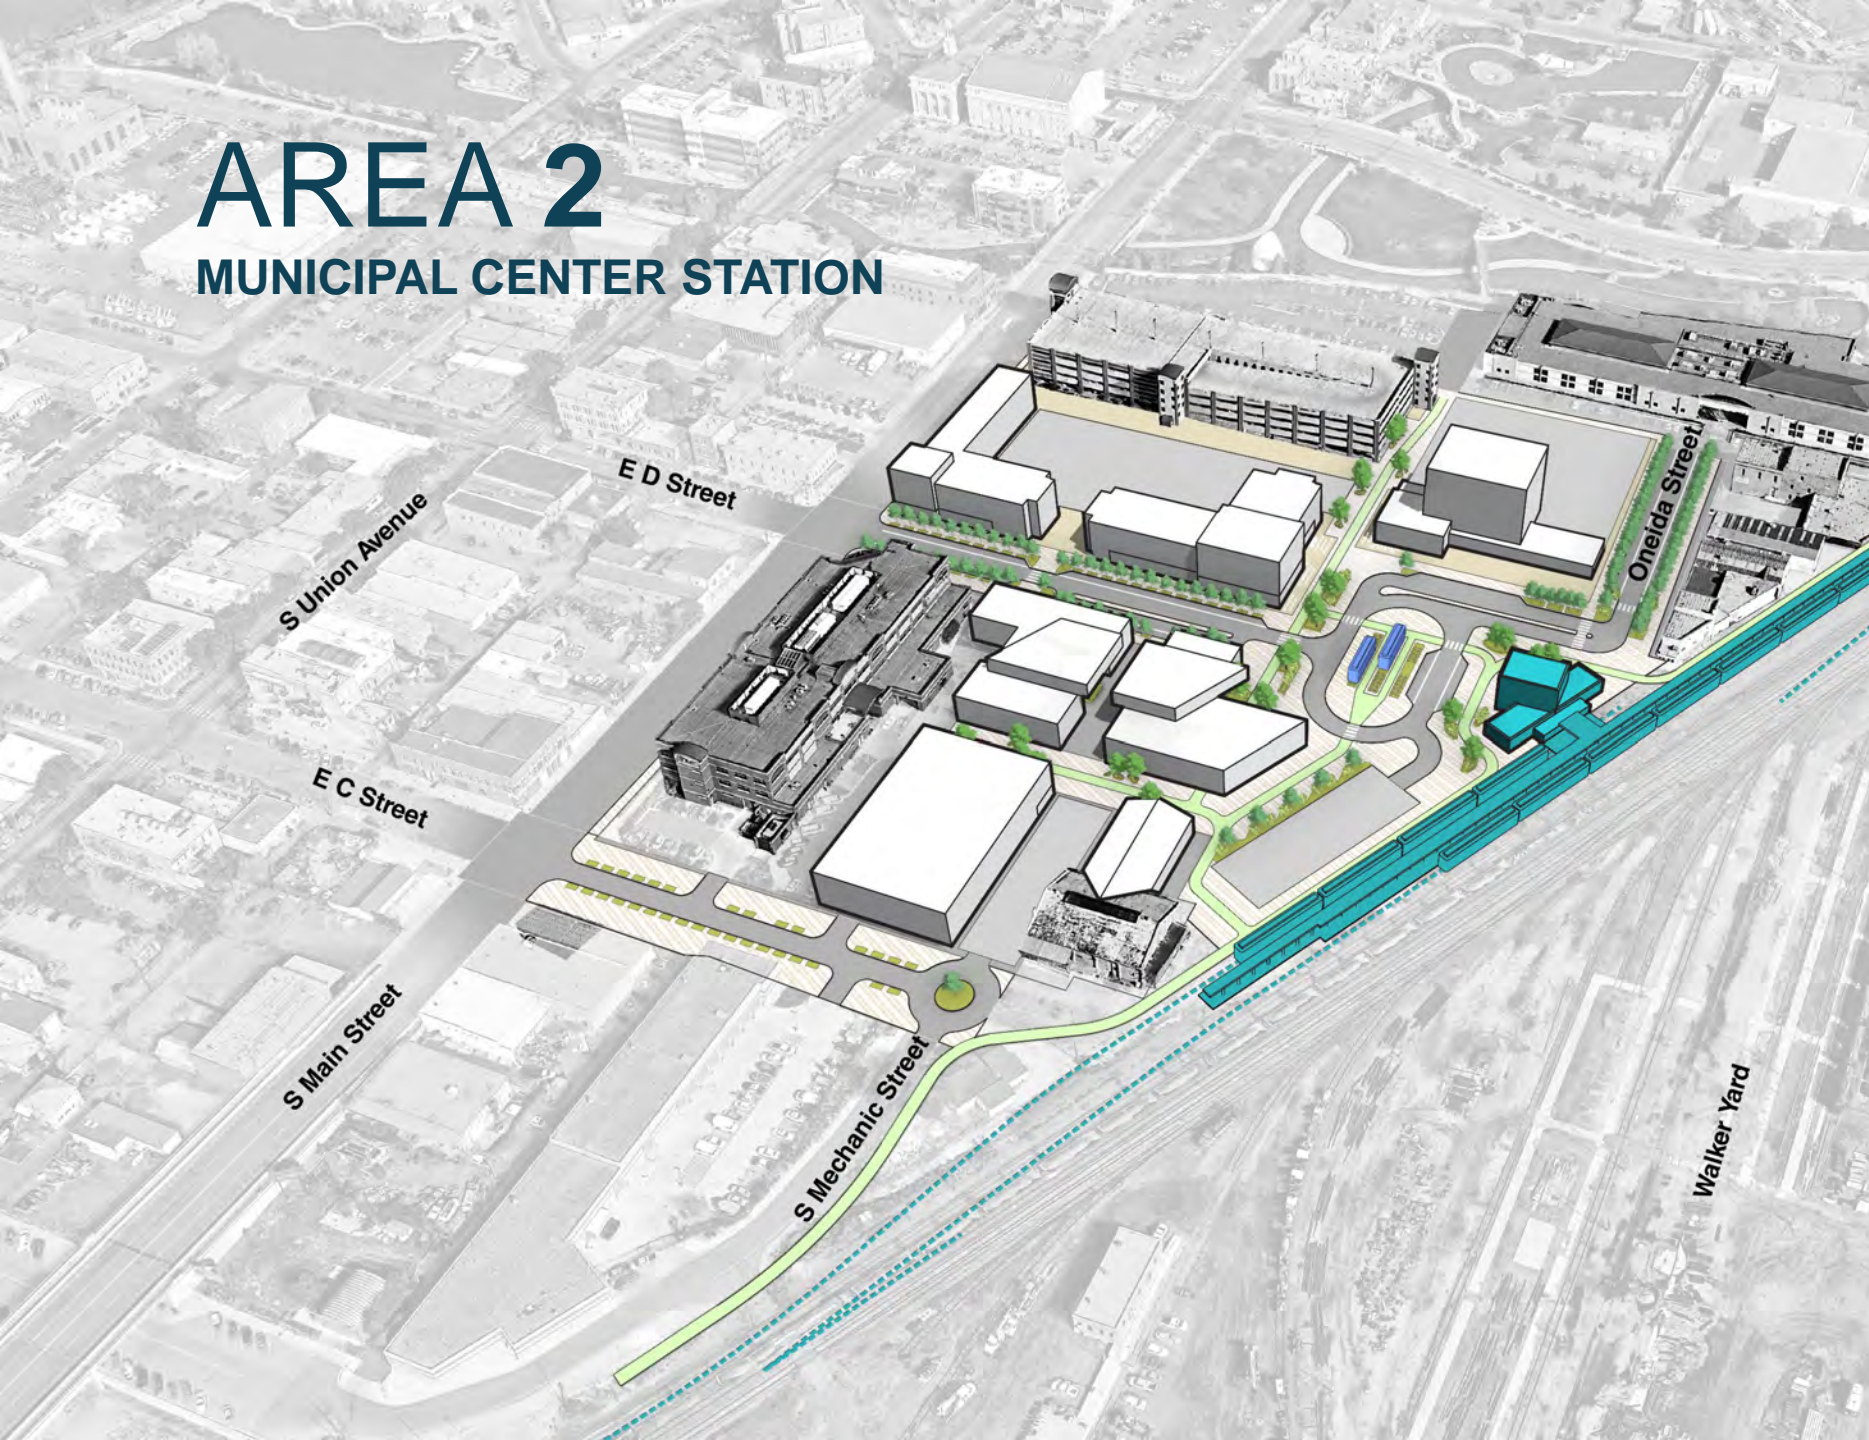 AREA 2
MUNICIPAL CENTER STATION
E D Street
S Union Avenue
Oneida Street
E C Street
S Main Street
S Mechanic Street
Walker Yard